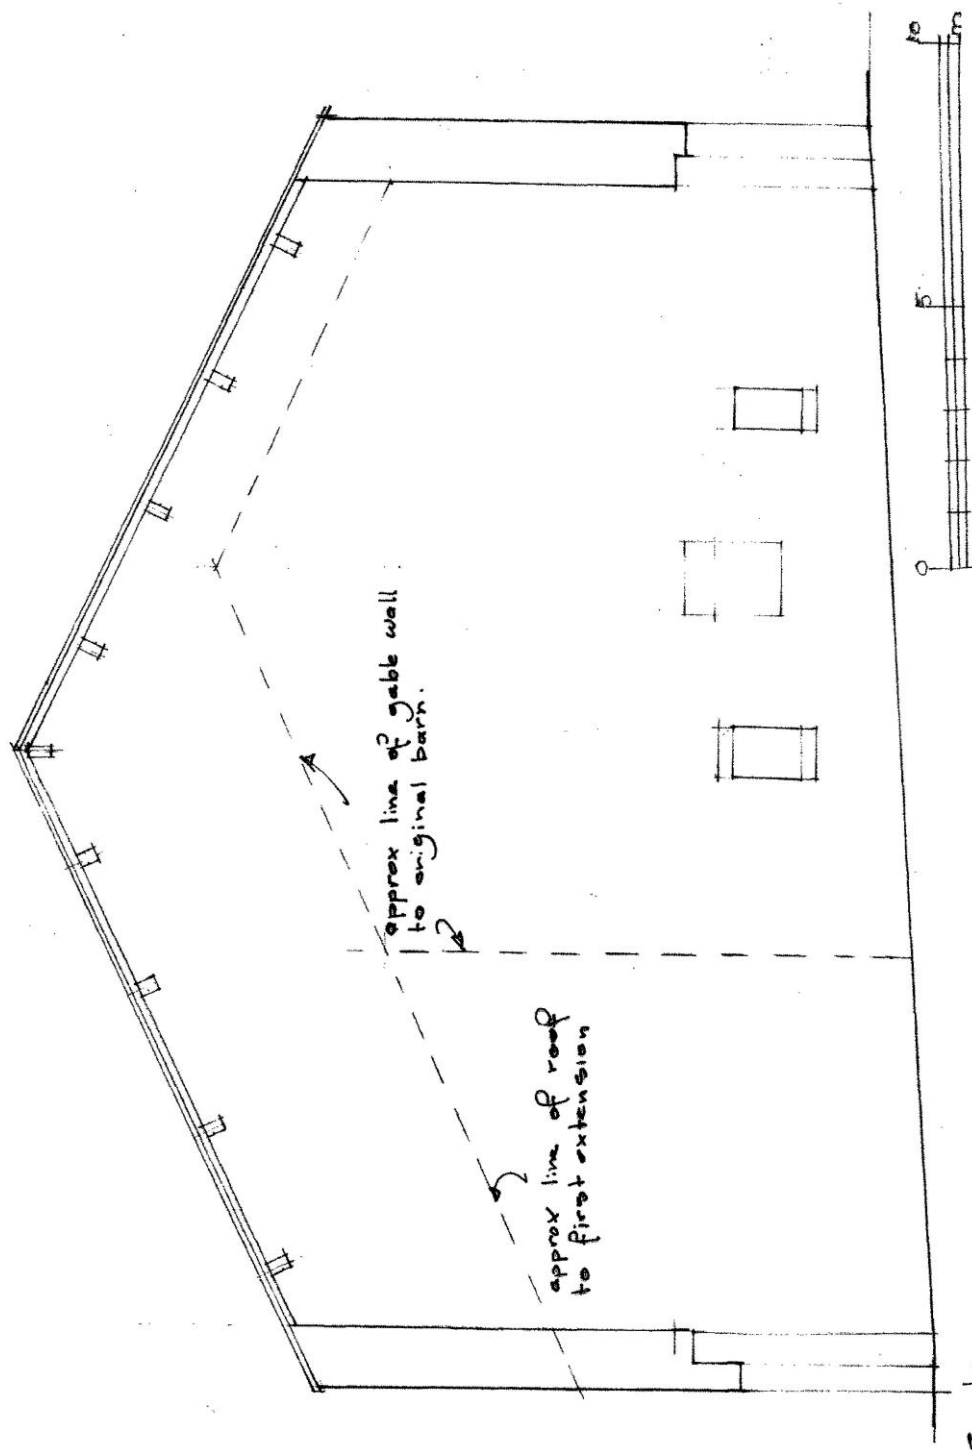 approx line of gable wall
to original barn.
approx line of roof
to first extension
0
5
10
m